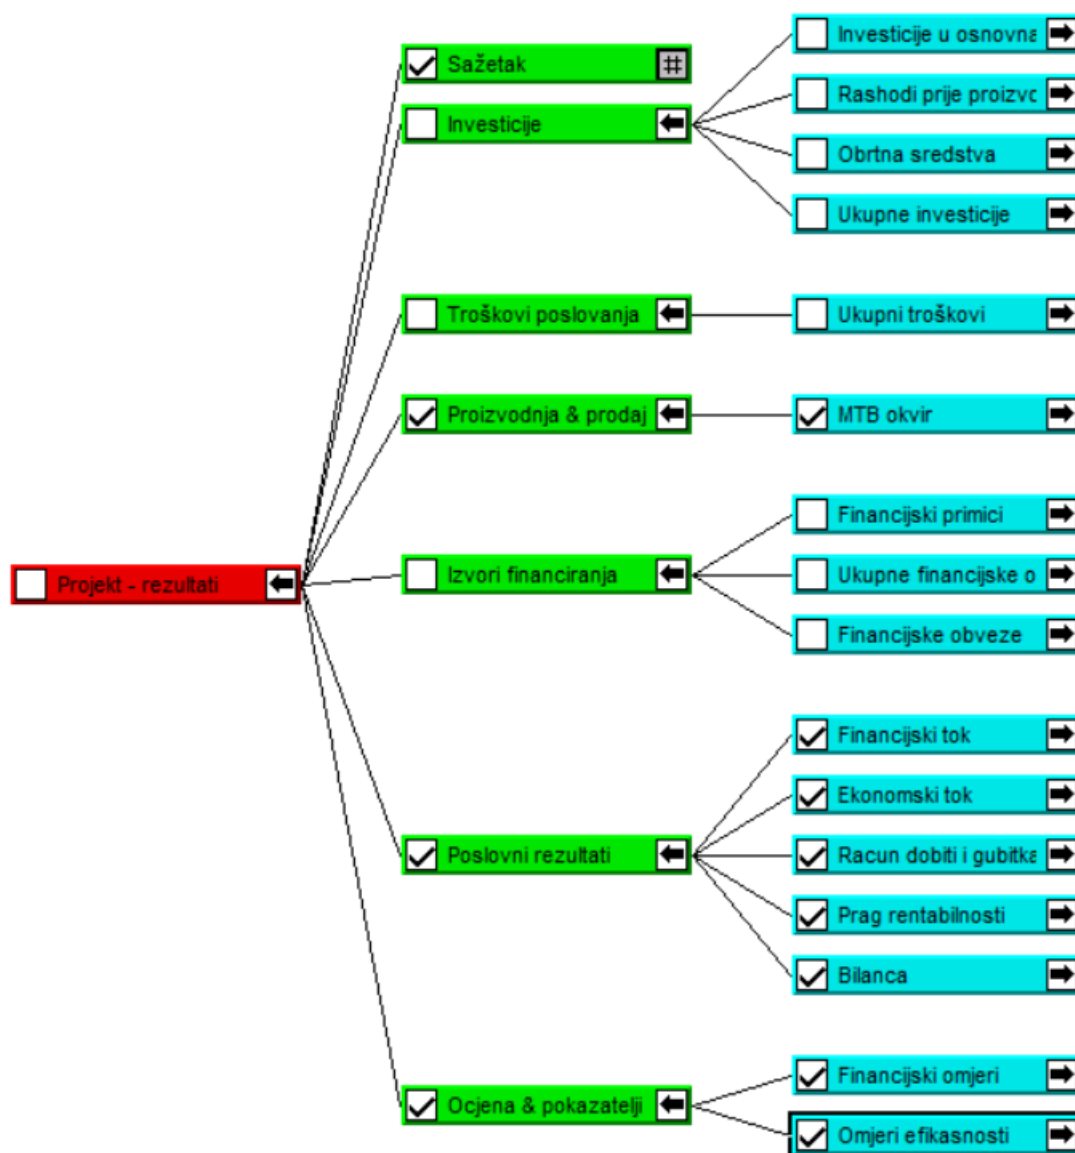 Sažetak
Investicije
Investicije u osnovna
Rashodi prije proizvo
Obrtna sredstva
Ukupne investicije
Troškovi poslovanja
Ukupni troškovi
Proizvodnja & prodaj
MTB okvir
Projekt - rezultati
Izvori financiranja
Financijski primici
Ukupne financijske o
Financijske obveze
Poslovni rezultati
Financijski tok
Ekonomski tok
Racun dobiti i gubitka
Prag rentabilnosti
Bilanca
Ocjena & pokazatelji
Financijski omjeri
Omjeri efikasnosti